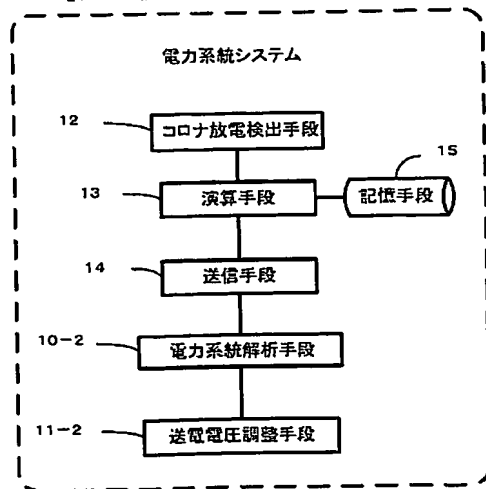 電力系統システム
12
コロナ放電検出手段
15
13
演算手段
記憶手段
14
送信手段
10-2
電力系統解析手段
11-2
送電電圧調整手段